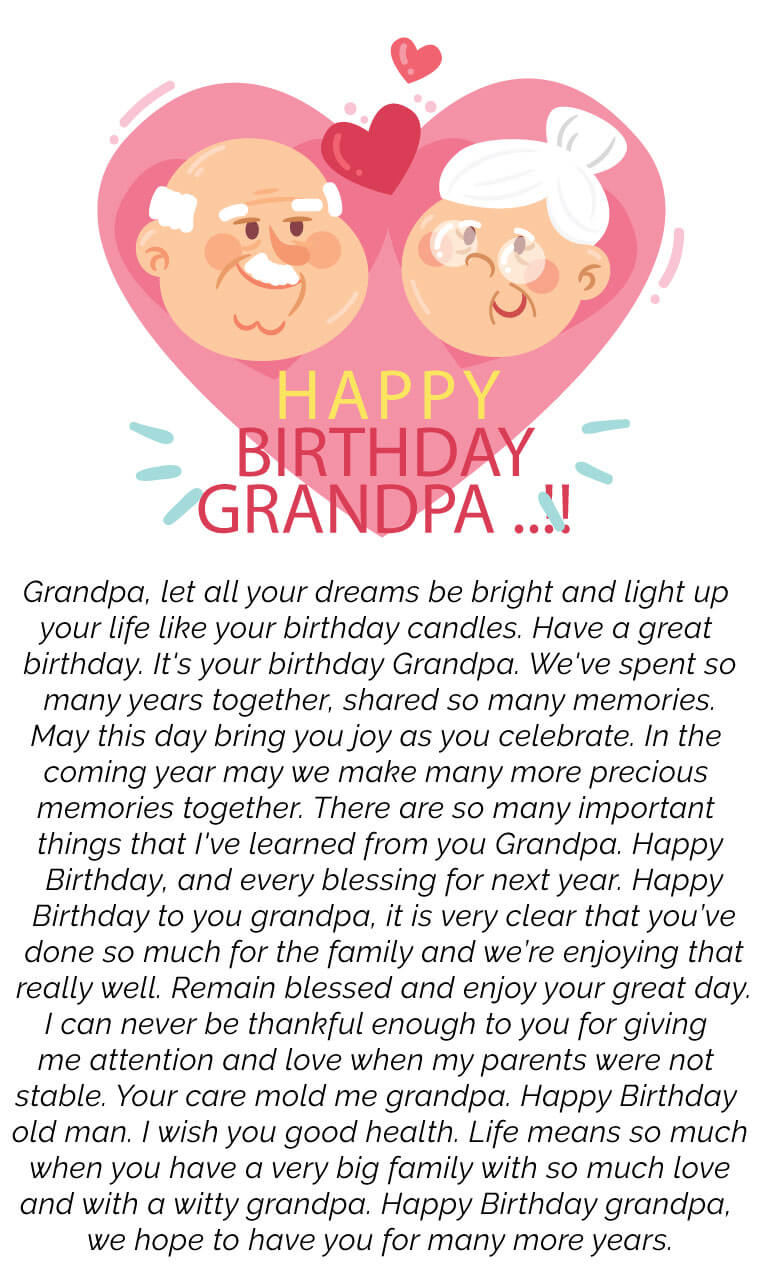 HAPPY
BIRTHDAY
GRANDPA ..!!
Grandpa, let all your dreams be bright and light up
your life like your birthday candles. Have a great
birthday. It's your birthday Grandpa. We've spent so
many years together, shared so many memories.
May this day bring you joy as you celebrate. In the
coming year may we make many more precious
memories together. There are so many important
things that I've learned from you Grandpa. Happy
Birthday, and every blessing for next year. Happy
Birthday to you grandpa, it is very clear that you’ve
done so much for the family and we’re enjoying that
really well. Remain blessed and enjoy your great day.
I can never be thankful enough to you for giving
me attention and love when my parents were not
stable. Your care mold me grandpa. Happy Birthday
old man. I wish you good health. Life means so much
when you have a very big family with so much love
and with a witty grandpa. Happy Birthday grandpa,
we hope to have you for many more years.